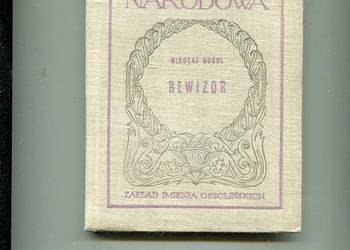 NARODOWA
MIKOŁAJ GOGOL
REWIZOR
ZAKŁAD IMIENIA OSSOLIŃSKICH